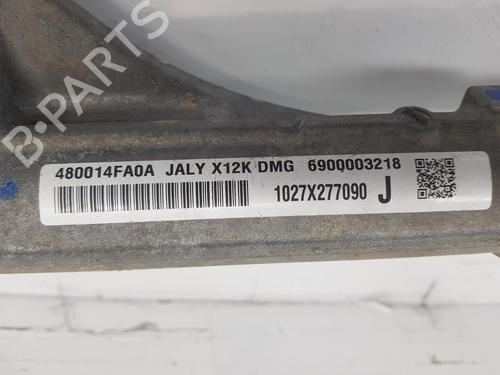 B-PARTS
480014FA0A JALY X12K DMG 6900003218
1027X277090 J